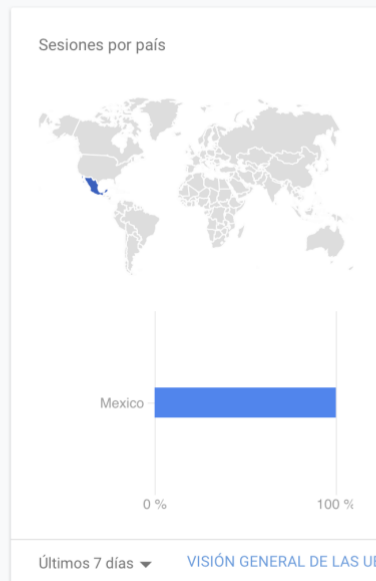 Sesiones por país
Mexico
0 %
100 %
Últimos 7 días
VISIÓN GENERAL DE LAS